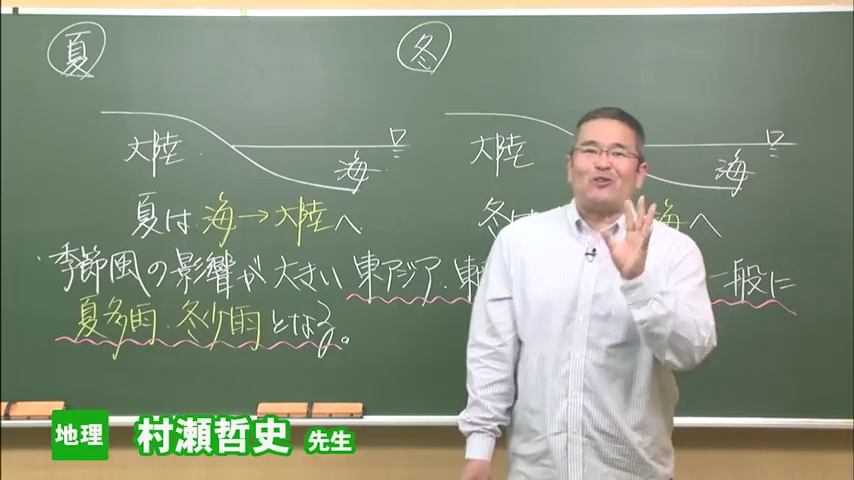 夏
冬
大陸 海
大陸 海
夏は 海→大陸へ
冬は 海へ
季節風の影響が大きい 東アジア・東 一般に
夏多雨・冬少雨となる。
地理 村瀬哲史 先生